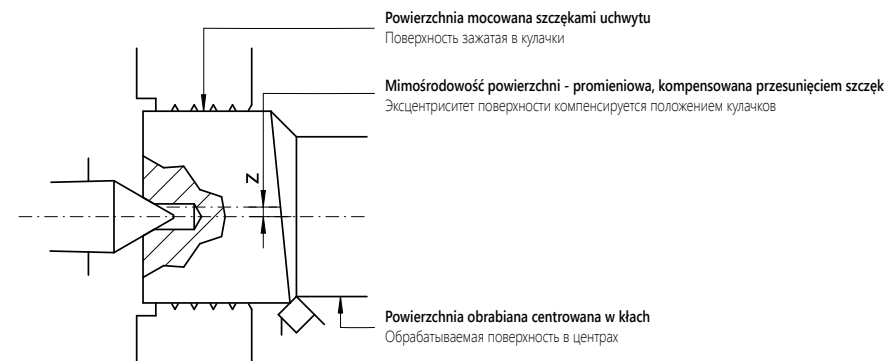 Powierzchnia mocowana szczękami uchwytu
Поверхность зажатая в кулачки
Mimośrodowość powierzchni - promieniowa, kompensowana przesunięciem szczęk
Эксцентриситет поверхности компенсируется положением кулачков
Z
Powierzchnia obrabiana centrowana w kłach
Обрабатываемая поверхность в центрах